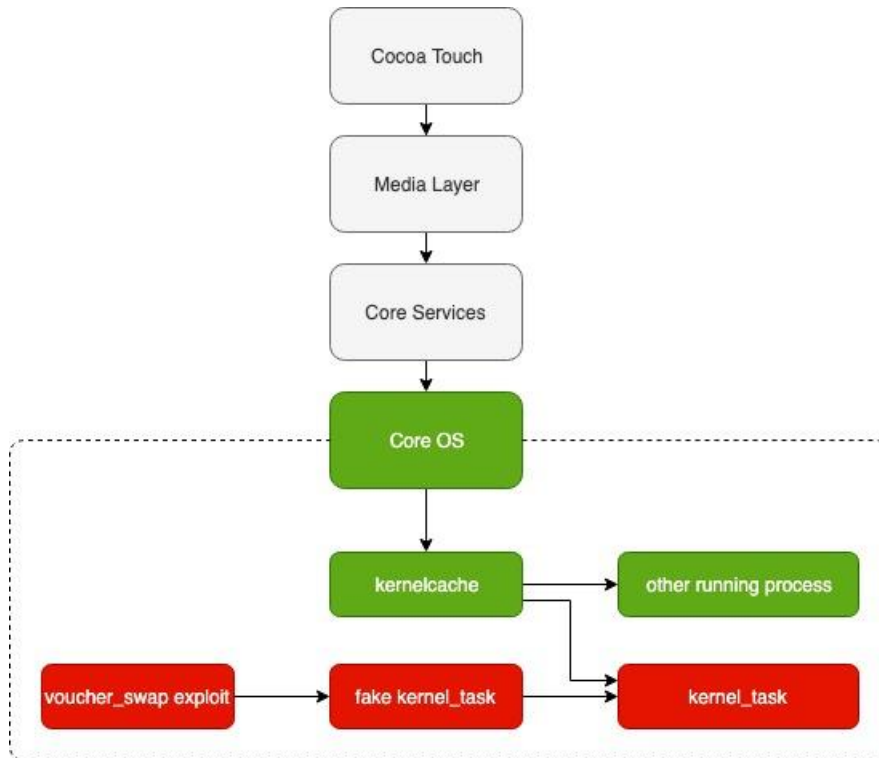 Cocoa Touch
Media Layer
Core Services
Core OS
kernelcache
other running process
voucher_swap exploit
fake kernel_task
kernel_task